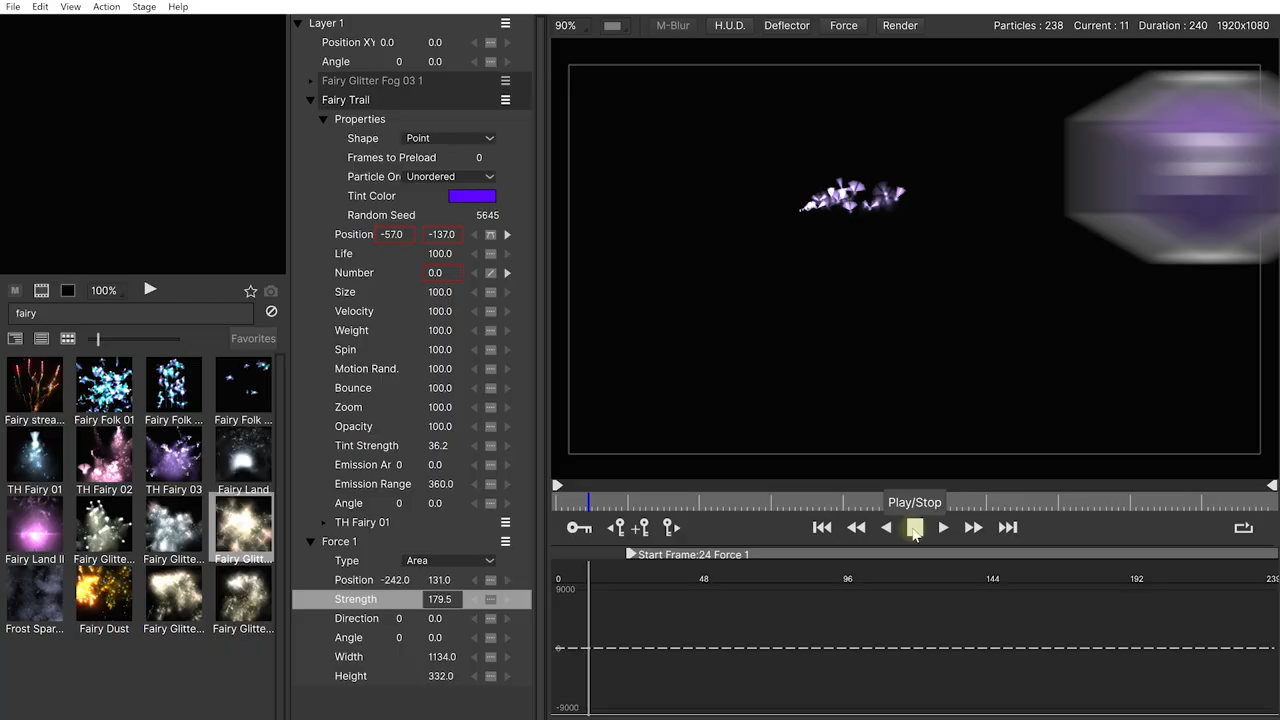 File Edit View Action Stage Help
Layer 1
Position XY 0.0 0.0
Angle 0 0.0
Fairy Glitter Fog 03 1
Fairy Trail
Properties
Shape Point
Frames to Preload 0
Particle Or Unordered
Tint Color
Random Seed 5645
Position -57.0 -137.0
Life 100.0
Number 0.0
Size 100.0
Velocity 100.0
Weight 100.0
Spin 100.0
Motion Rand. 100.0
Bounce 100.0
Zoom 100.0
Opacity 100.0
Tint Strength 36.2
Emission Ar 0 0.0
Emission Range 360.0
Angle 0 0.0
TH Fairy 01
Force 1
Type Area
Position -242.0 131.0
Strength 179.5
Direction 0 0.0
Angle 0 0.0
Width 1134.0
Height 332.0
M 100%
fairy
Favorites
Fairy strea... Fairy Folk 01 Fairy Folk ... Fairy Folk ...
TH Fairy 01 TH Fairy 02 TH Fairy 03 Fairy Land
Fairy Land II Fairy Glitte... Fairy Glitte... Fairy Glitt...
Frost Spar... Fairy Dust Fairy Glitte... Fairy Glitte...
90% M-Blur H.U.D. Deflector Force Render Particles : 238 Current : 11 Duration : 240 1920x1080
Play/Stop
Start Frame:24 Force 1
0 48 96 144 192 239
9000
0
-9000